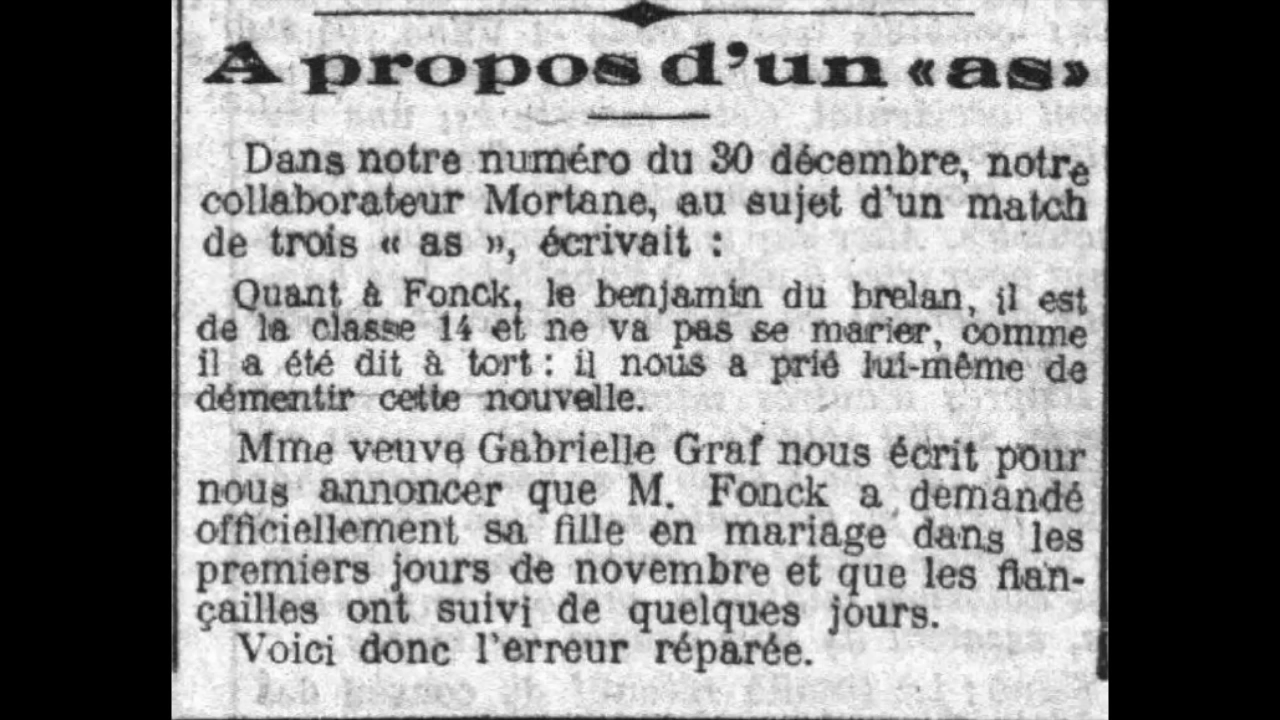 A propos d'un «as»
Dans notre numéro du 30 décembre, notre
collaborateur Mortane, au sujet d'un match
de trois « as », écrivait :
Quant à Fonck, le benjamin du brelan, il est
de la classe 14 et ne va pas se marier, comme
il a été dit à tort : il nous a prié lui-même de
démentir cette nouvelle.
Mme veuve Gabrielle Graf nous écrit pour
nous annoncer que M. Fonck a demandé
officiellement sa fille en mariage dans les
premiers jours de novembre et que les fian-
çailles ont suivi de quelques jours.
Voici donc l'erreur réparée.